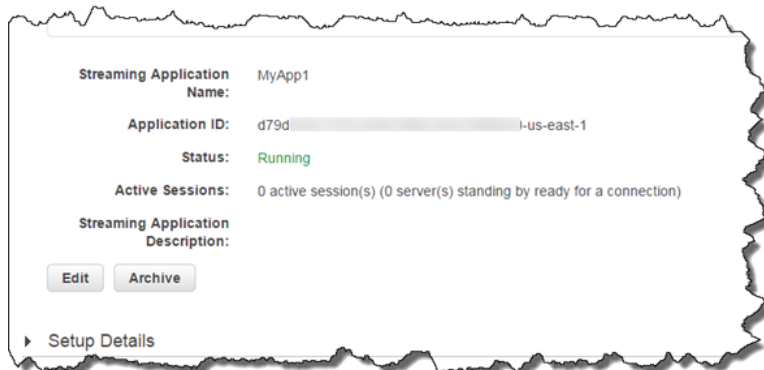 Streaming Application Name: MyApp1
Application ID: d79d -us-east-1
Status: Running
Active Sessions: 0 active session(s) (0 server(s) standing by ready for a connection)
Streaming Application Description:
Edit Archive
Setup Details